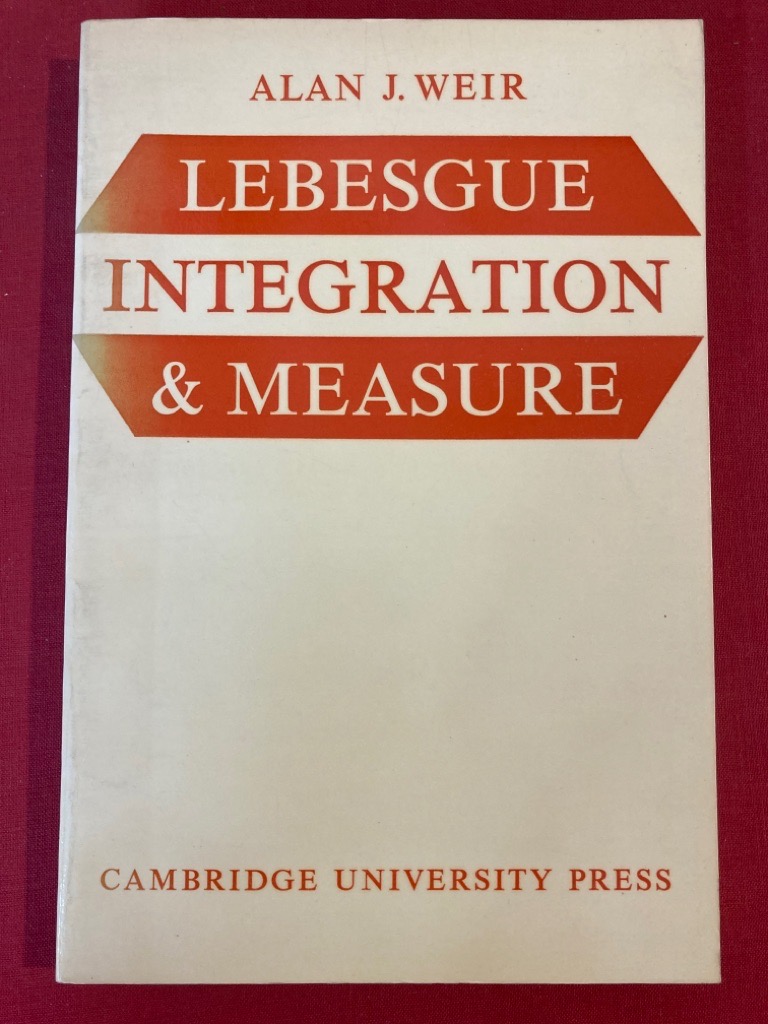 ALAN J. WEIR
LEBESGUE
INTEGRATION
& MEASURE
CAMBRIDGE UNIVERSITY PRESS